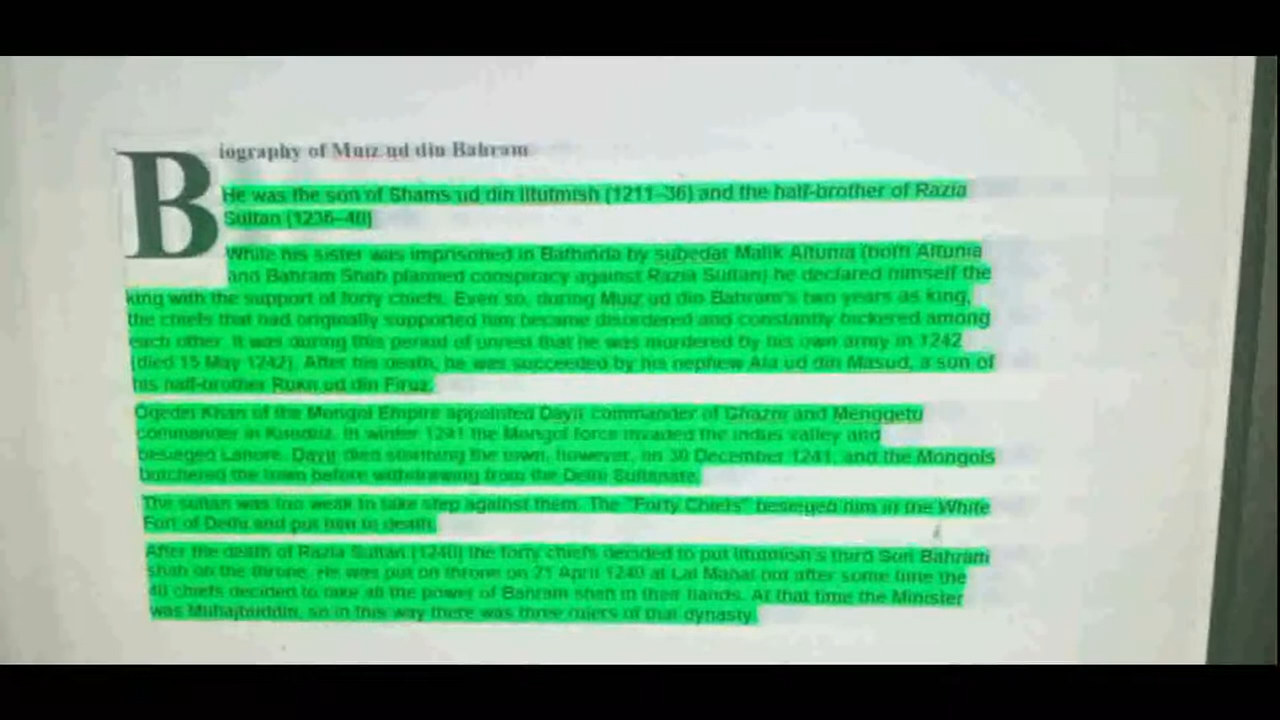 Biography of Muiz ud din Bahram
He was the son of Shams ud din Iltutmish (1211–36) and the half-brother of Razia
Sultan (1236–40)
While his sister was imprisoned in Bathinda by subedar Malik Altunia (both Altunia
and Bahram Shah planned conspiracy against Razia Sultan) he declared himself the
king with the support of forty chiefs. Even so, during Muiz ud din Bahram's two years as king,
the chiefs that had originally supported him became disordered and constantly bickered among
each other. It was during this period of unrest that he was murdered by his own army in 1242
(died 15 May 1242). After his death, he was succeeded by his nephew Ala ud din Masud, a son of
his half-brother Rukn ud din Firuz.
Ögedei Khan of the Mongol Empire appointed Dayir commander of Ghazni and Menggetu
commander in Kunduz. In winter 1241 the Mongol force invaded the Indus valley and
besieged Lahore. Dayir died storming the town, however, on 30 December 1241, and the Mongols
butchered the town before withdrawing from the Delhi Sultanate.
The sultan was too weak to take step against them. The "Forty Chiefs" besieged him in the White
Fort of Delhi and put him to death.
After the death of Razia Sultan (1240) the forty chiefs decided to put Iltutmish's third Son Bahram
shah on the throne. He was put on throne on 21 April 1240 at Lal Mahal but after some time the
40 chiefs decided to take all the power of Bahram shah in their hands. At that time the Minister
was Muhajbuddin, so in this way there was three rulers of that dynasty.